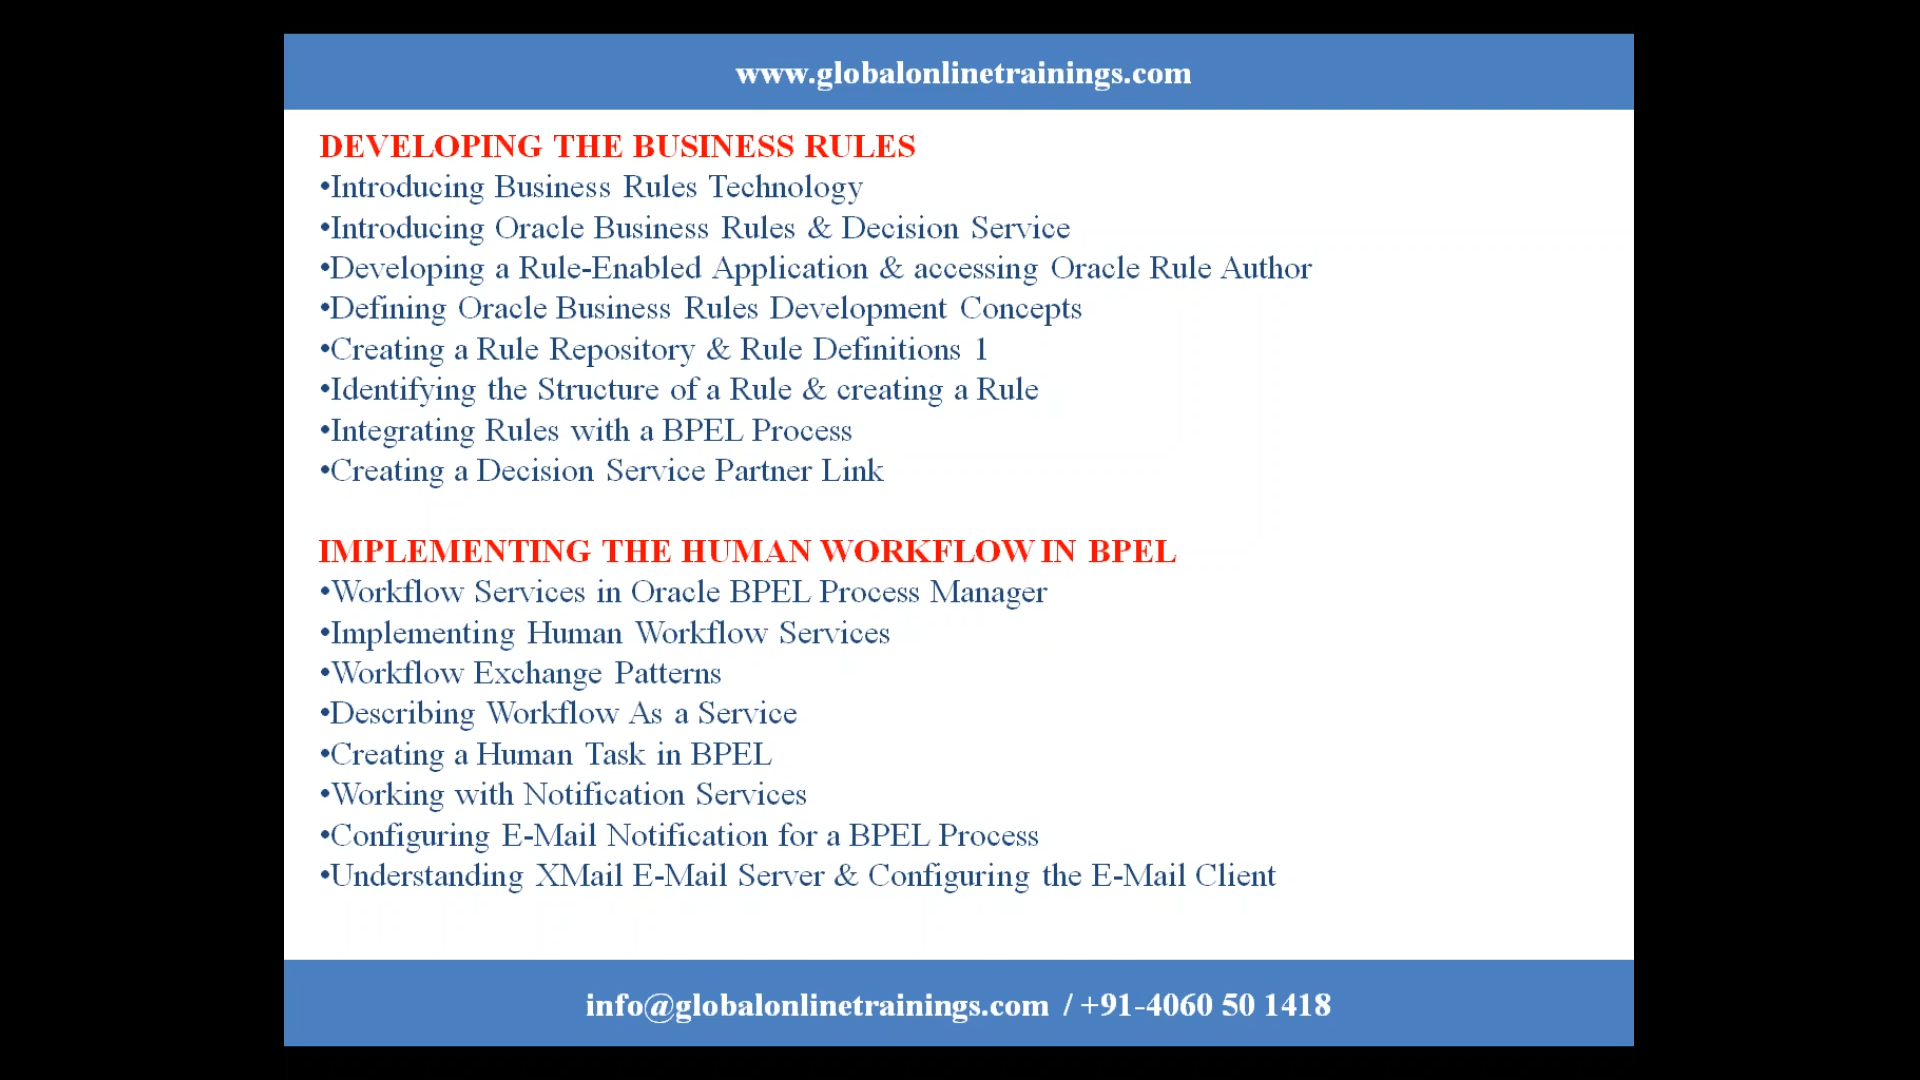 www.globalonlinetrainings.com
DEVELOPING THE BUSINESS RULES
•Introducing Business Rules Technology
•Introducing Oracle Business Rules & Decision Service
•Developing a Rule-Enabled Application & accessing Oracle Rule Author
•Defining Oracle Business Rules Development Concepts
•Creating a Rule Repository & Rule Definitions 1
•Identifying the Structure of a Rule & creating a Rule
•Integrating Rules with a BPEL Process
•Creating a Decision Service Partner Link
IMPLEMENTING THE HUMAN WORKFLOW IN BPEL
•Workflow Services in Oracle BPEL Process Manager
•Implementing Human Workflow Services
•Workflow Exchange Patterns
•Describing Workflow As a Service
•Creating a Human Task in BPEL
•Working with Notification Services
•Configuring E-Mail Notification for a BPEL Process
•Understanding XMail E-Mail Server & Configuring the E-Mail Client
info@globalonlinetrainings.com / +91-4060 50 1418